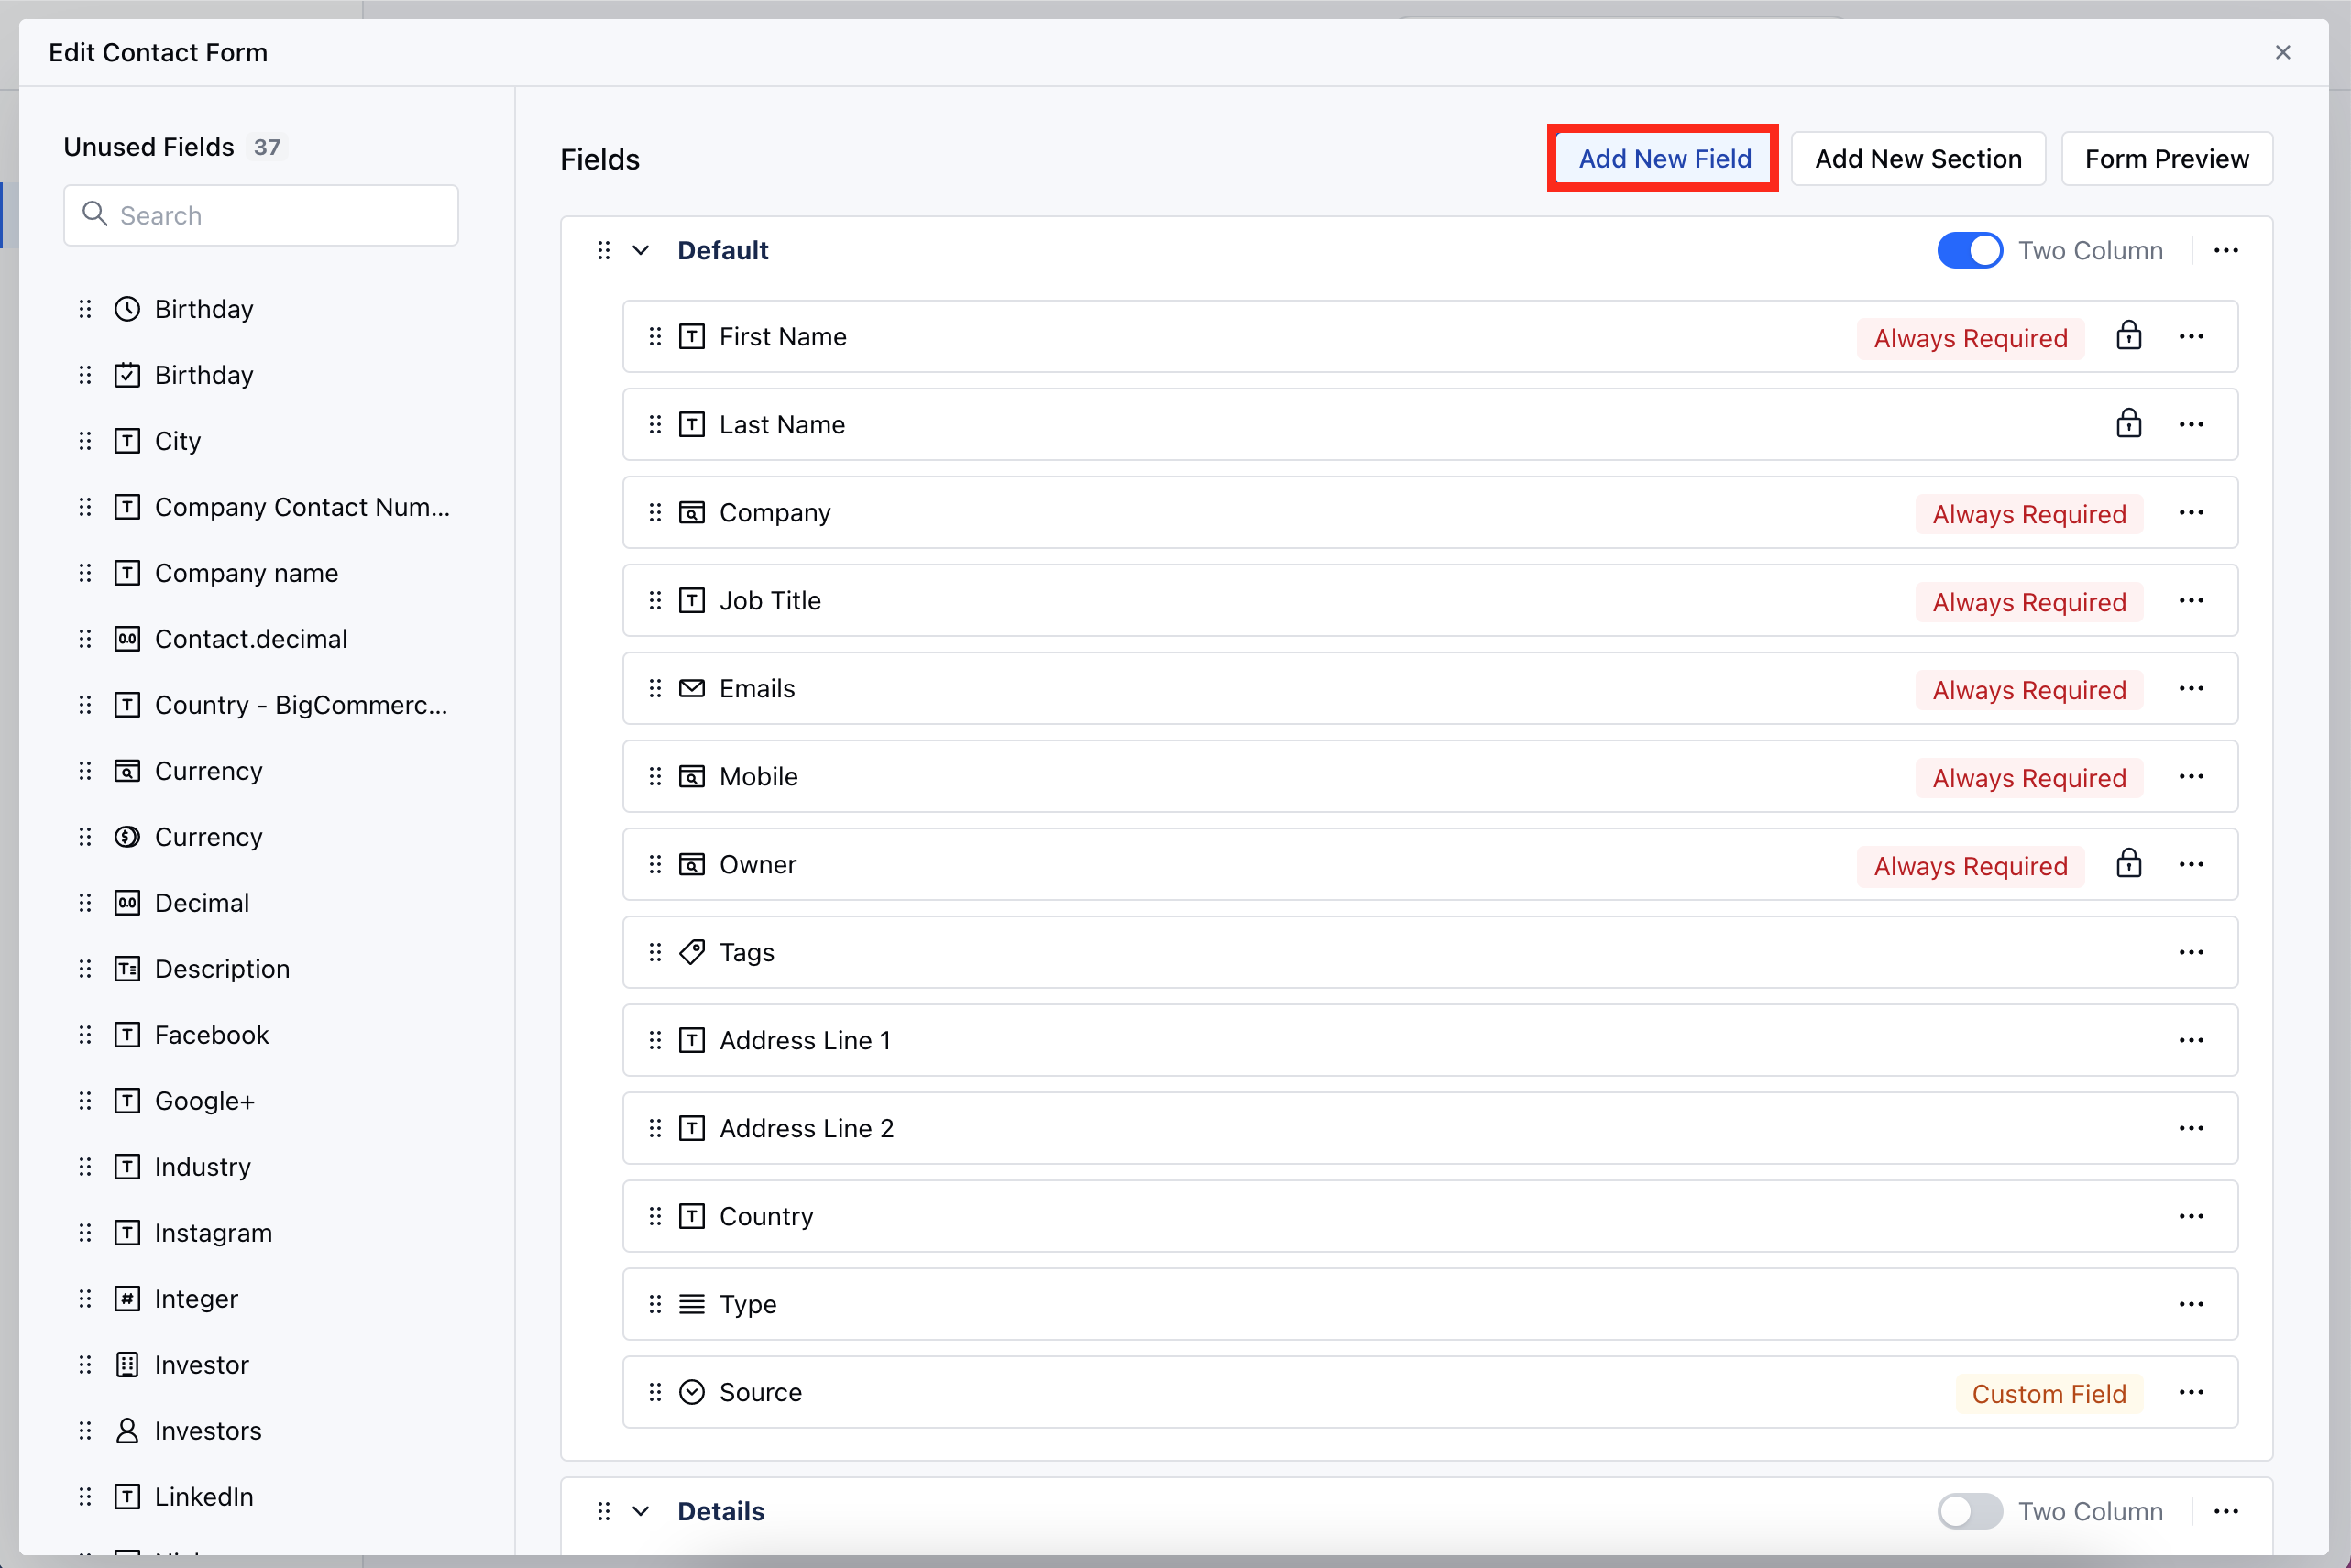 Edit Contact Form
Unused Fields 37
Search
Birthday
Birthday
City
Company Contact Num...
Company name
Contact.decimal
Country - BigCommerc...
Currency
Currency
Decimal
Description
Facebook
Google+
Industry
Instagram
Integer
Investor
Investors
LinkedIn
Fields
Add New Field
Add New Section
Form Preview
Default
Two Column
First Name
Always Required
Last Name
Company
Always Required
Job Title
Always Required
Emails
Always Required
Mobile
Always Required
Owner
Always Required
Tags
Address Line 1
Address Line 2
Country
Type
Source
Custom Field
Details
Two Column